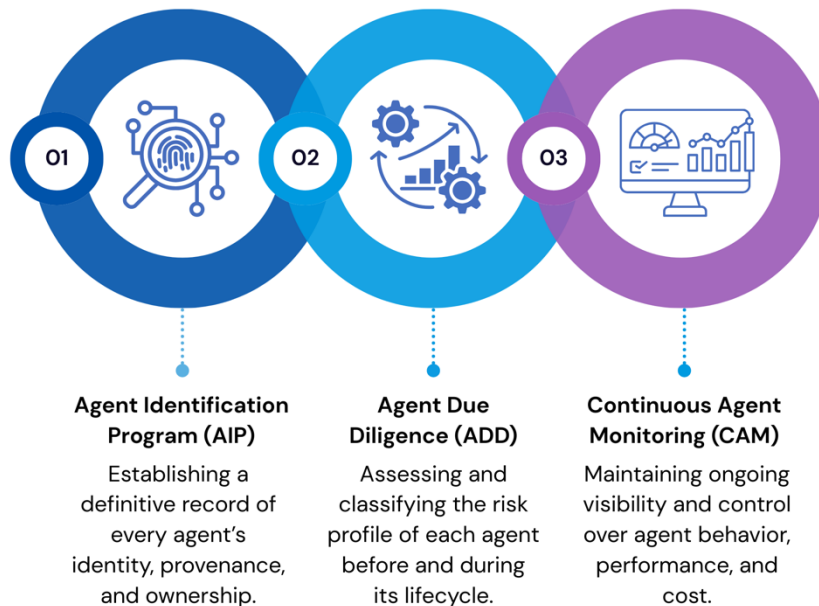 01
02
03
Agent Identification
Program (AIP)
Establishing a
definitive record of
every agent's
identity, provenance,
and ownership.
Agent Due
Diligence (ADD)
Assessing and
classifying the risk
profile of each agent
before and during
its lifecycle.
Continuous Agent
Monitoring (CAM)
Maintaining ongoing
visibility and control
over agent behavior,
performance, and
cost.